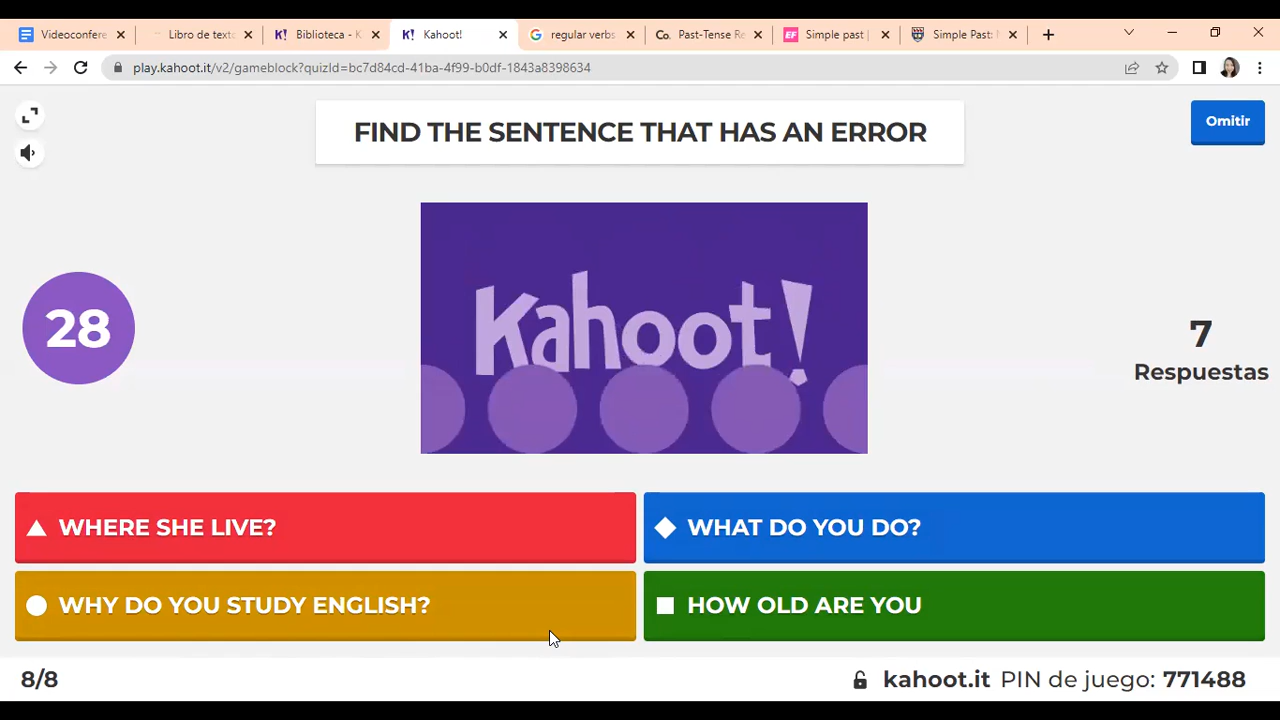 Videoconfere
Libro de texto
Biblioteca - K
Kahoot!
regular verbs
Past-Tense Re
Simple past |
Simple Past:
play.kahoot.it/v2/gameblock?quizId=bc7d84cd-41ba-4f99-b0df-1843a8398634
FIND THE SENTENCE THAT HAS AN ERROR
Omitir
Kahoot!
28
7
Respuestas
WHERE SHE LIVE?
WHAT DO YOU DO?
WHY DO YOU STUDY ENGLISH?
HOW OLD ARE YOU
8/8
kahoot.it PIN de juego: 771488